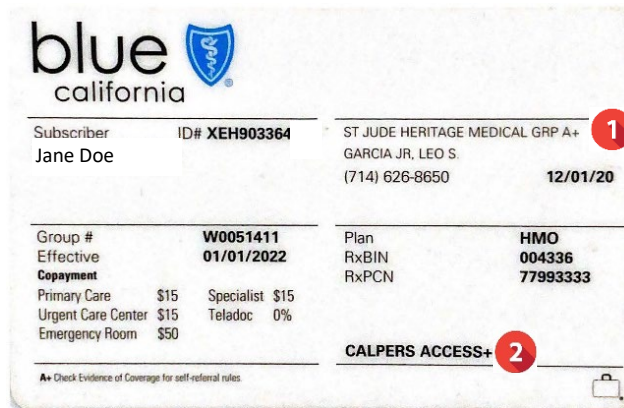 blue
california
Subscriber ID# XEH903364
Jane Doe
ST JUDE HERITAGE MEDICAL GRP A+ 1
GARCIA JR, LEO S.
(714) 626-8650 12/01/20
Group # W0051411
Effective 01/01/2022
Copayment
Primary Care $15 Specialist $15
Urgent Care Center $15 Teladoc 0%
Emergency Room $50
Plan HMO
RxBIN 004336
RxPCN 77993333
CALPERS ACCESS+ 2
A+ Check Evidence of Coverage for self-referral rules